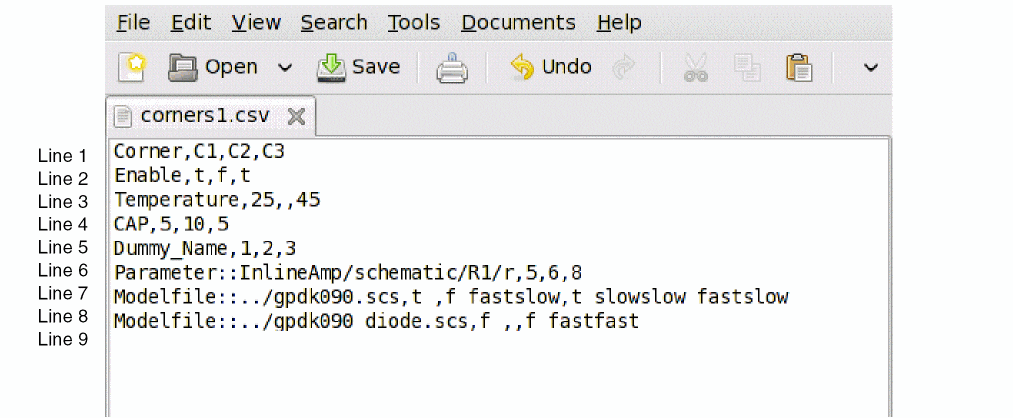 File Edit View Search Tools Documents Help
Open Save Undo
corners1.csv
Line 1 Corner,C1,C2,C3
Line 2 Enable,t,f,t
Line 3 Temperature,25,,45
Line 4 CAP,5,10,5
Line 5 Dummy_Name,1,2,3
Line 6 Parameter::InlineAmp/schematic/R1/r,5,6,8
Line 7 Modelfile::../gpdk090.scs,t ,f fastslow,t slowslow fastslow
Line 8 Modelfile::../gpdk090 diode.scs,f ,,f fastfast
Line 9